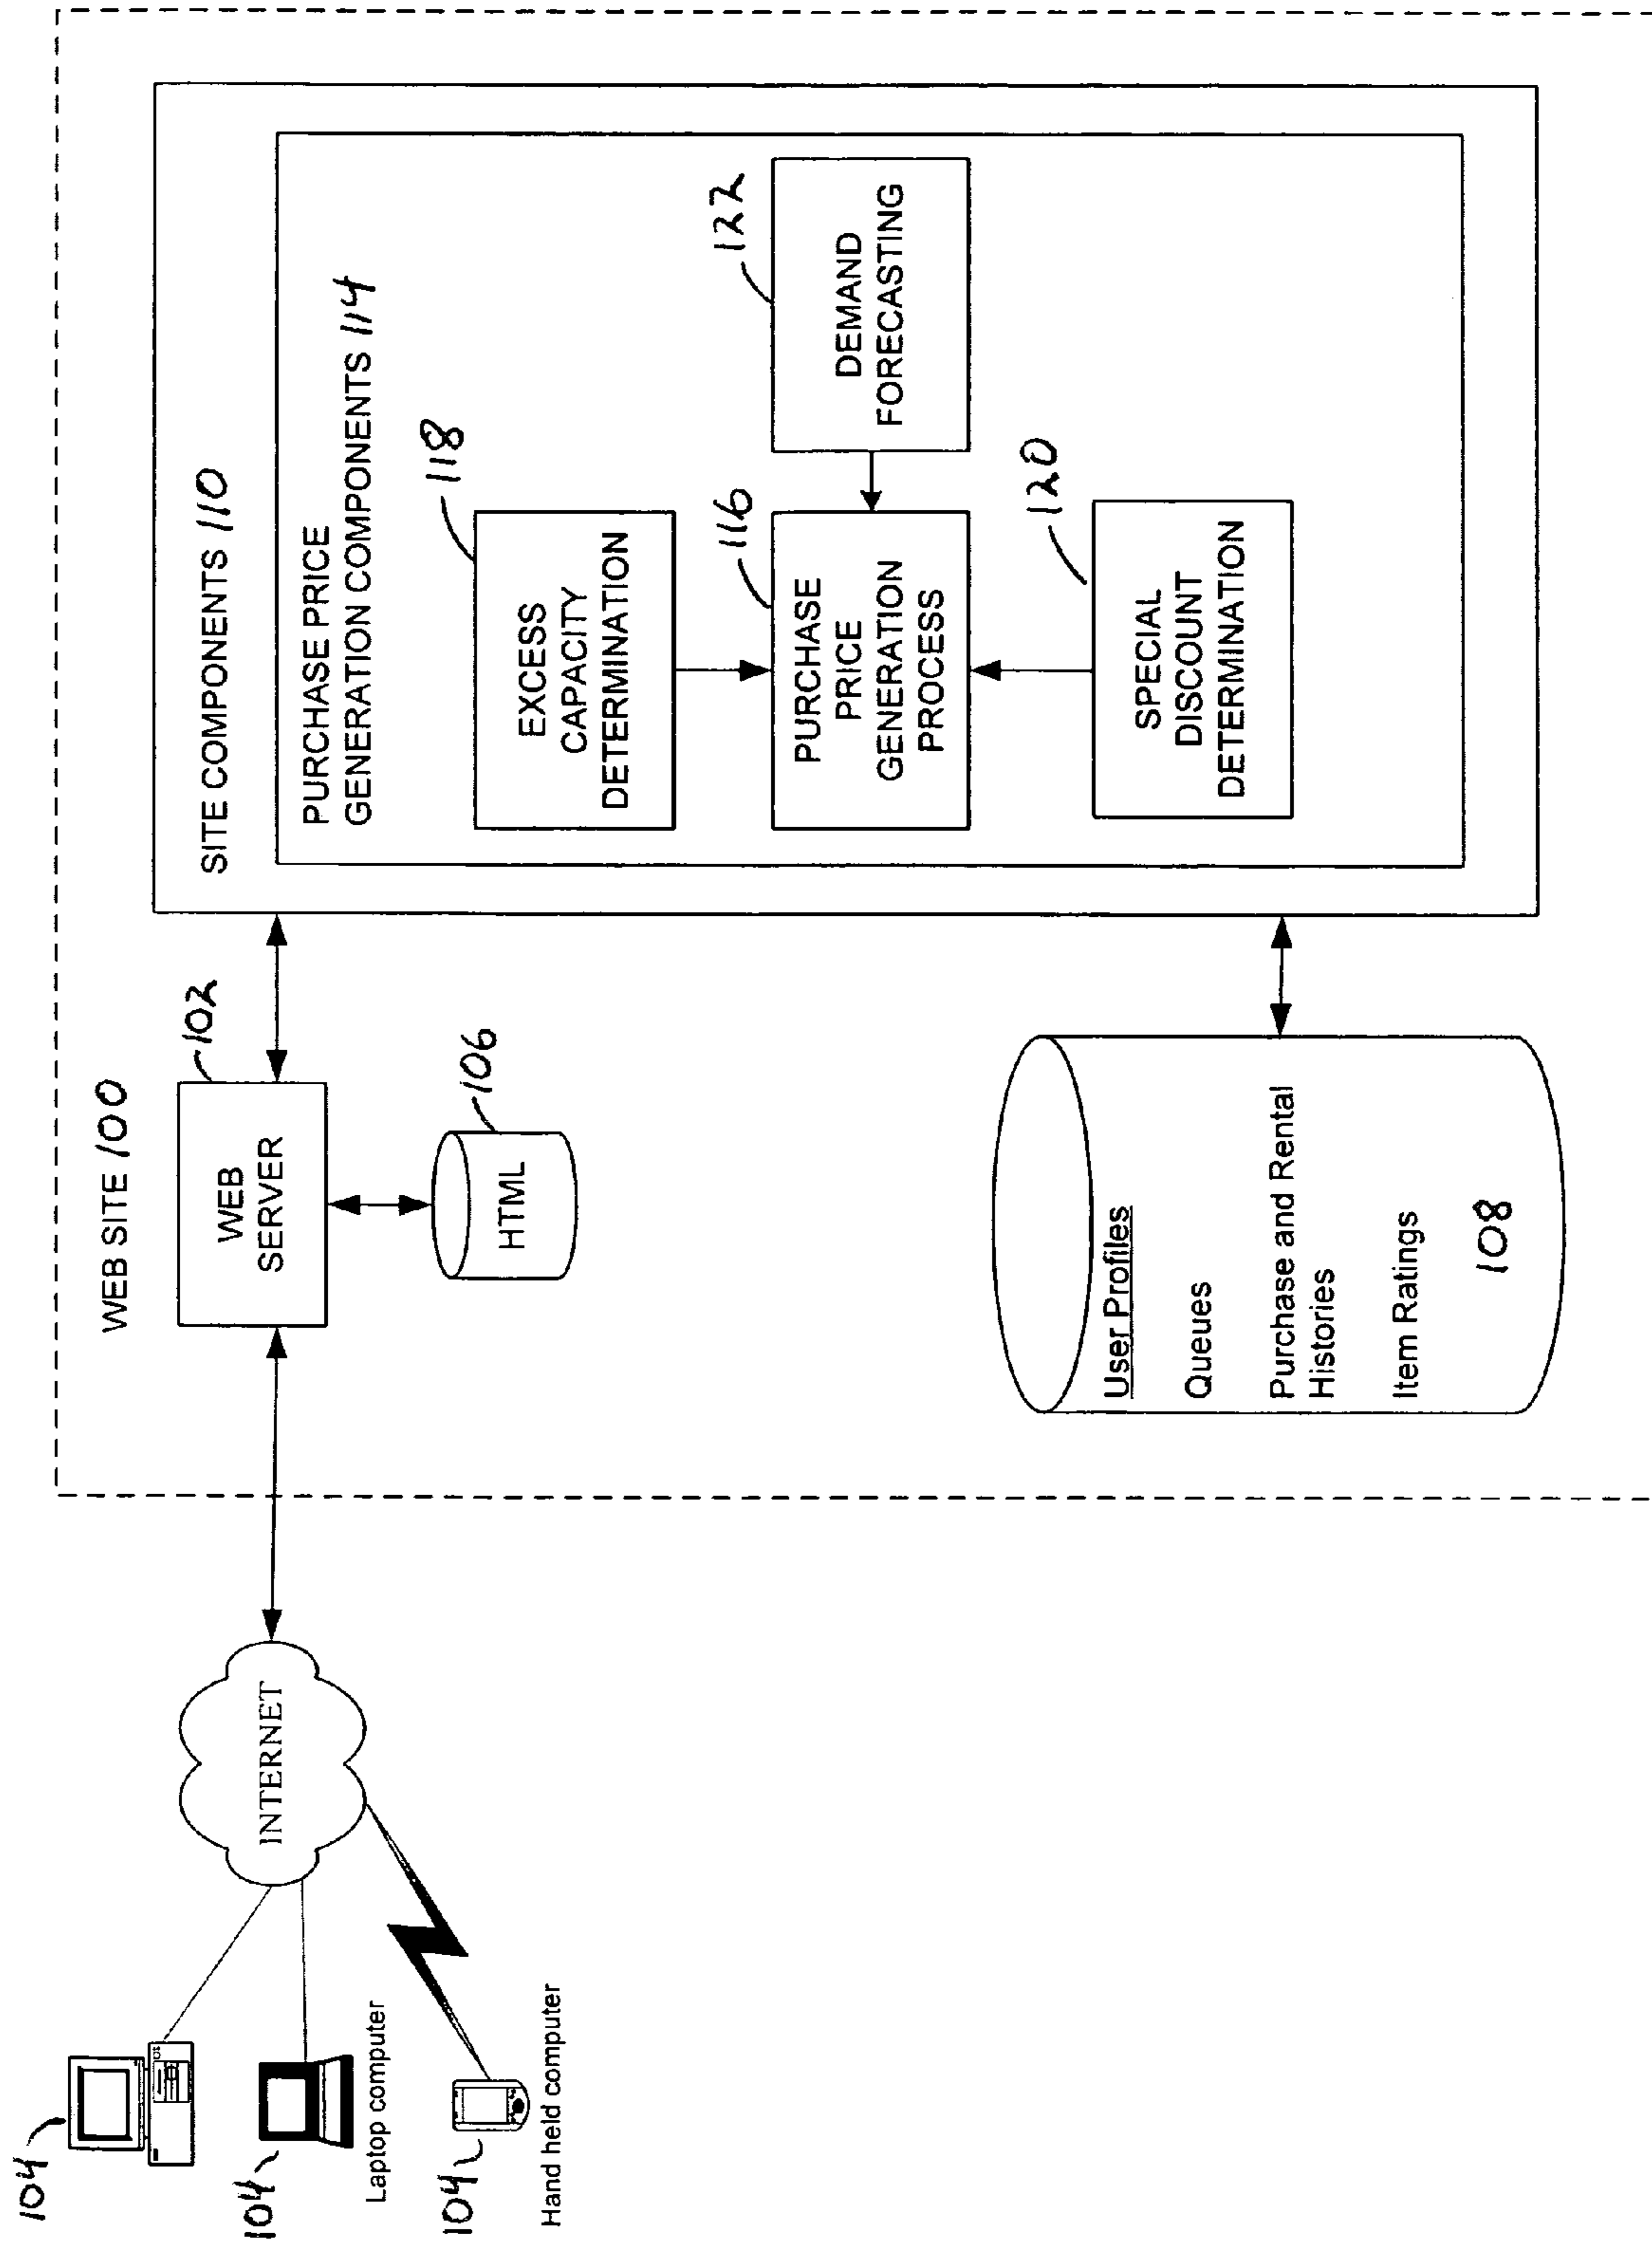 WEB SITE 100
104
104
Laptop computer
104
Hand held computer
INTERNET
102
WEB
SERVER
106
HTML
User Profiles
Queues
Purchase and Rental
Histories
Item Ratings
108
SITE COMPONENTS 110
PURCHASE PRICE
GENERATION COMPONENTS 114
118
EXCESS
CAPACITY
DETERMINATION
116
PURCHASE
PRICE
GENERATION
PROCESS
122
DEMAND
FORECASTING
120
SPECIAL
DISCOUNT
DETERMINATION